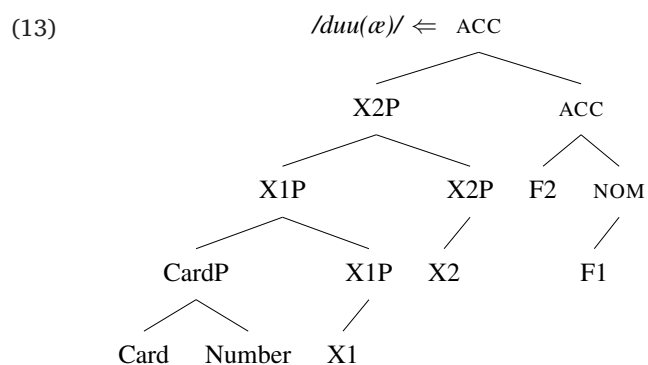 (13) /duu(æ)/ ⇐ ACC
X2P ACC
X1P X2P F2 NOM
CardP X1P X2 F1
Card Number X1